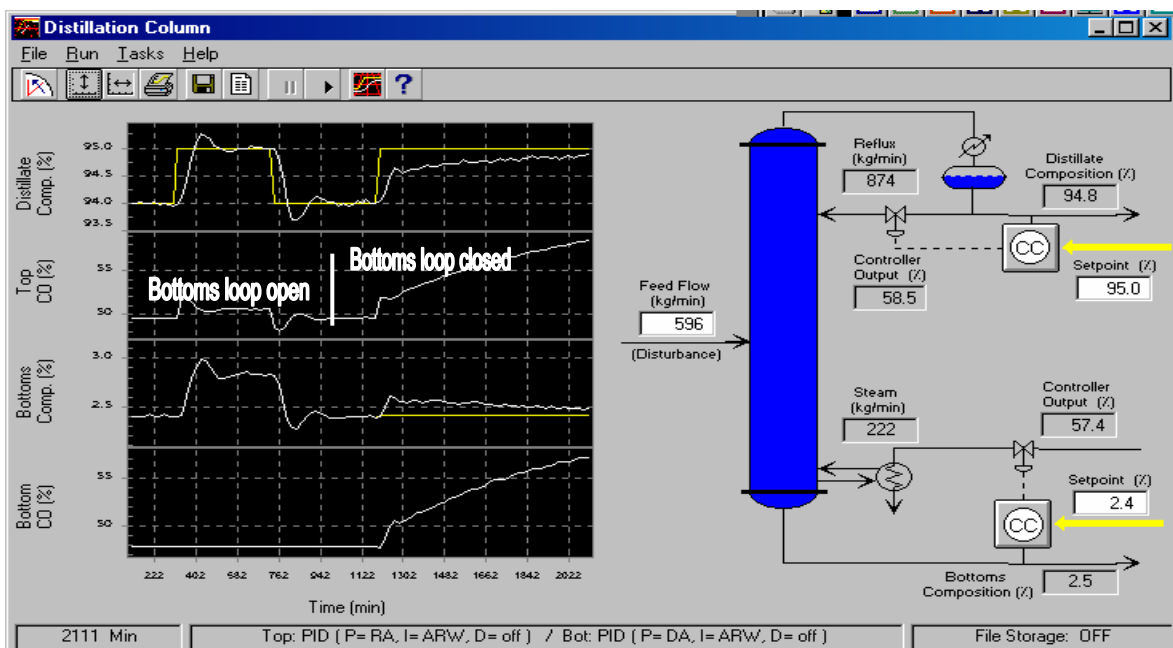 Distillation Column
File Run Tasks Help
Distillate
Comp. (%)
95.0
94.5
94.0
93.5
Top
CO (%)
55
50
Bottoms loop open
Bottoms loop closed
Bottoms
Comp. (%)
3.0
2.5
Bottom
CO (%)
55
50
222 402 582 762 942 1122 1302 1482 1662 1842 2022
Time (min)
Reflux
(kg/min)
874
Distillate
Composition (%)
94.8
CC
Controller
Output (%)
58.5
Setpoint (%)
95.0
Feed Flow
(kg/min)
596
(Disturbance)
Steam
(kg/min)
222
Controller
Output (%)
57.4
Setpoint (%)
2.4
CC
Bottoms
Composition (%)
2.5
2111 Min
Top: PID ( P= RA, I= ARW, D= off ) / Bot: PID ( P= DA, I= ARW, D= off )
File Storage: OFF